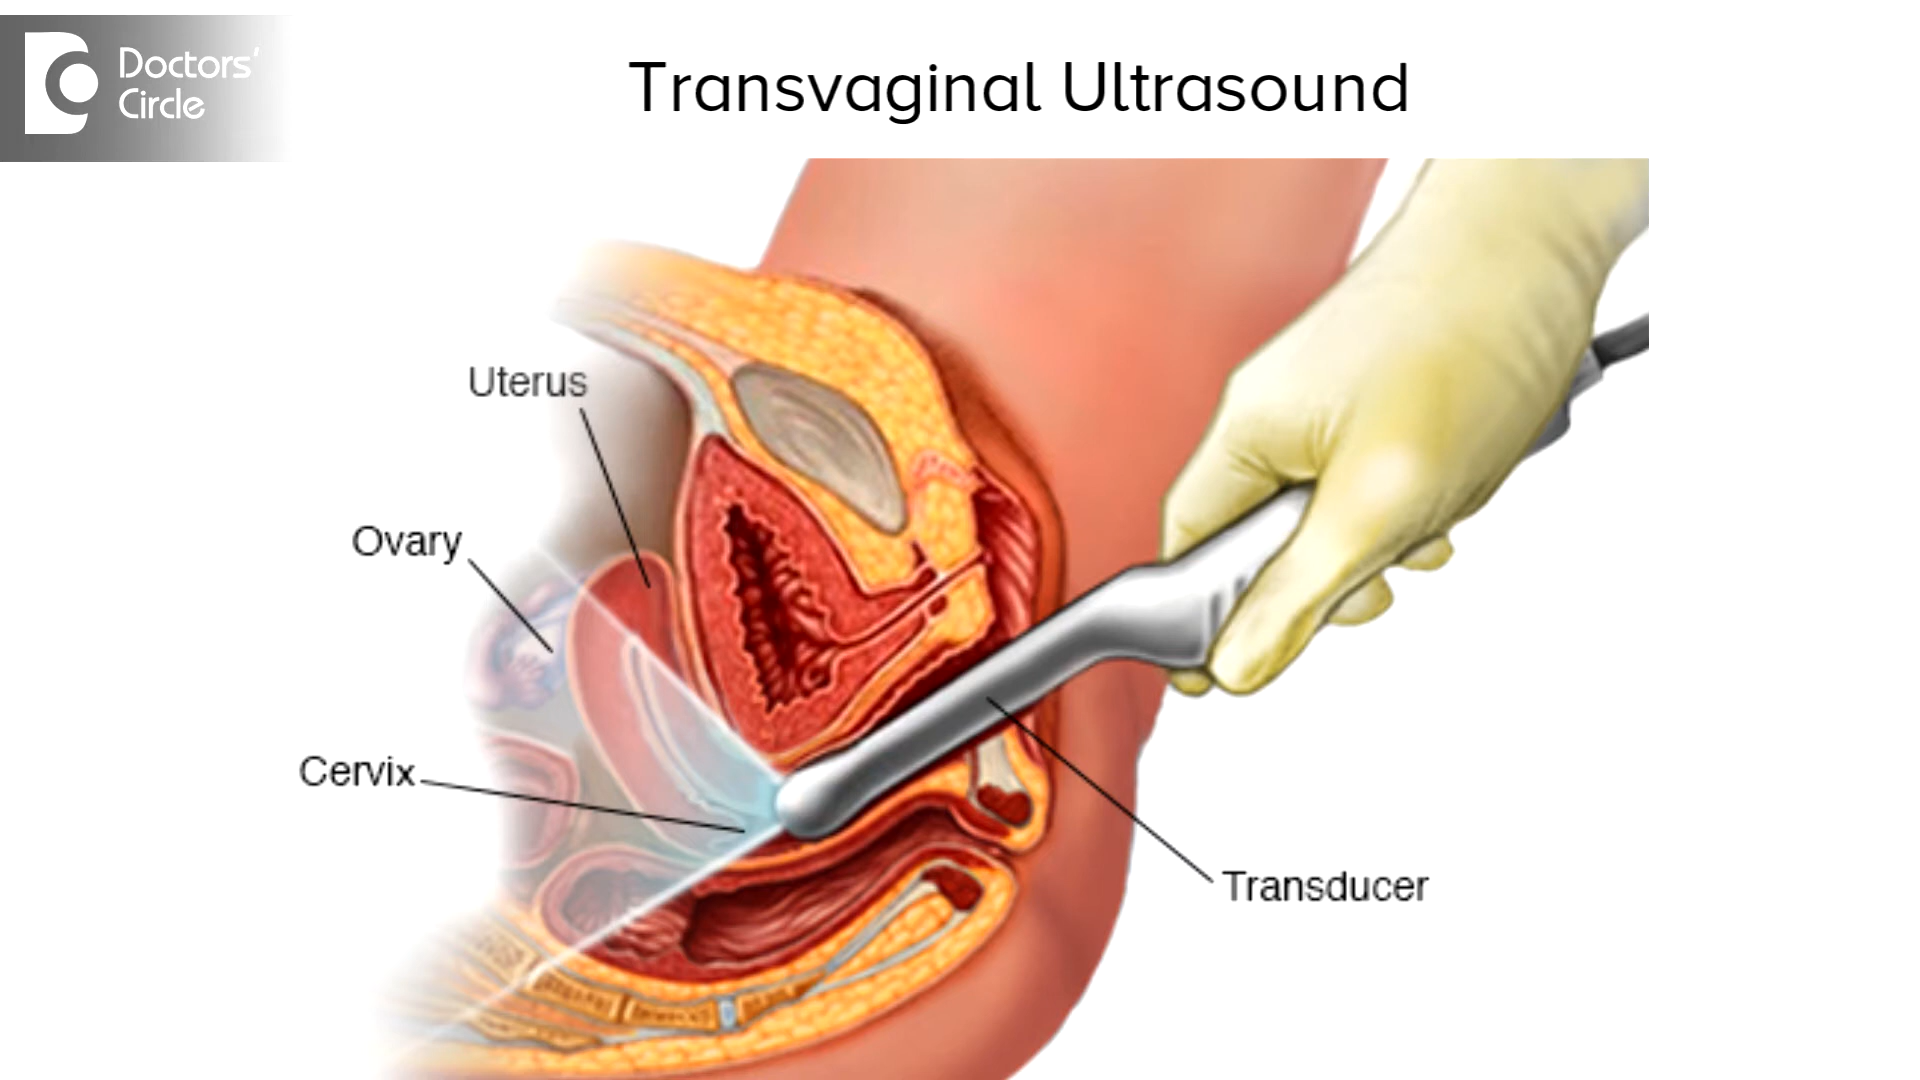 Doctors'
Circle
Transvaginal Ultrasound
Uterus
Ovary
Cervix
Transducer